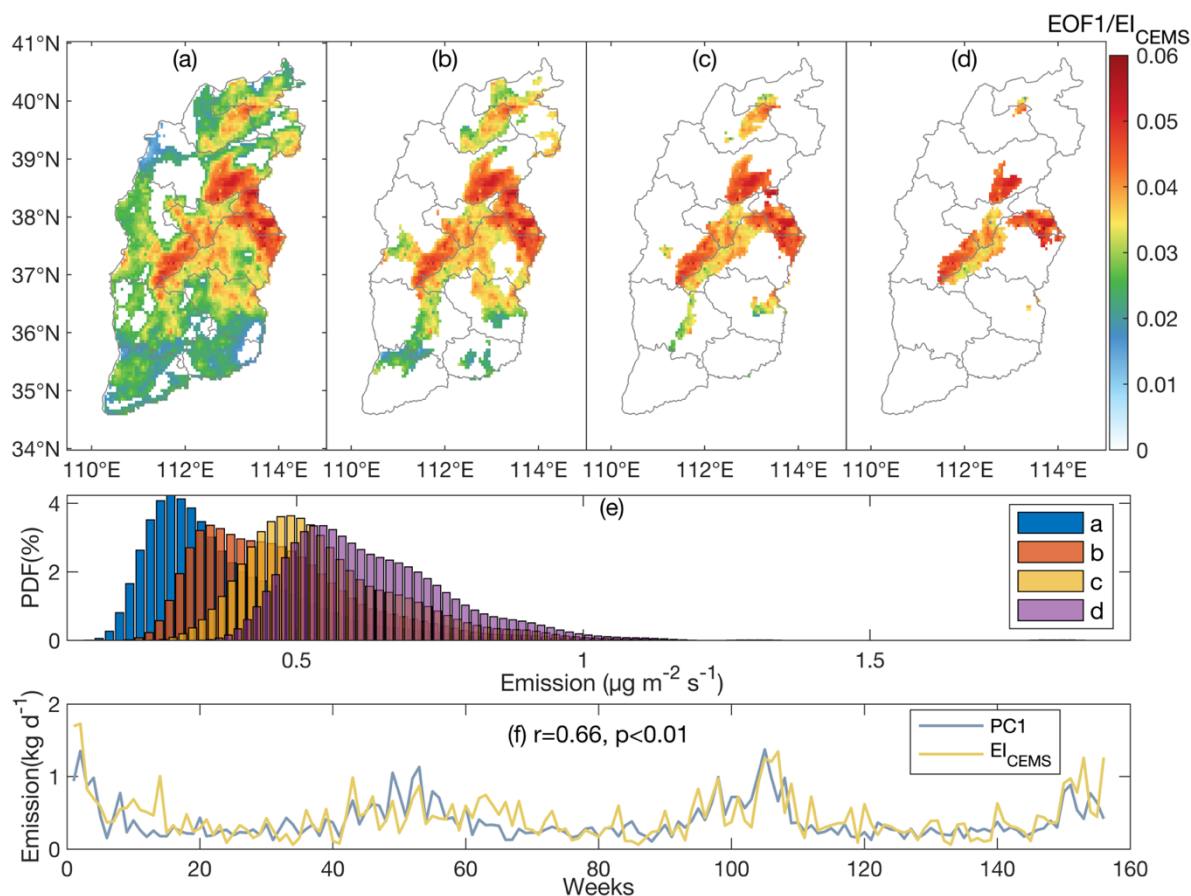 EOF1/EI_CEMS
41°N
40°N
39°N
38°N
37°N
36°N
35°N
34°N
(a)
(b)
(c)
(d)
0.06
0.05
0.04
0.03
0.02
0.01
0
110°E 112°E 114°E
110°E 112°E 114°E
110°E 112°E 114°E
110°E 112°E 114°E
(e)
PDF(%)
4
2
0
a
b
c
d
0.5 1 1.5
Emission (μg m⁻² s⁻¹)
Emission(kg d⁻¹)
2
1
0
(f) r=0.66, p<0.01
PC1
EI_CEMS
0 20 40 60 80 100 120 140 160
Weeks